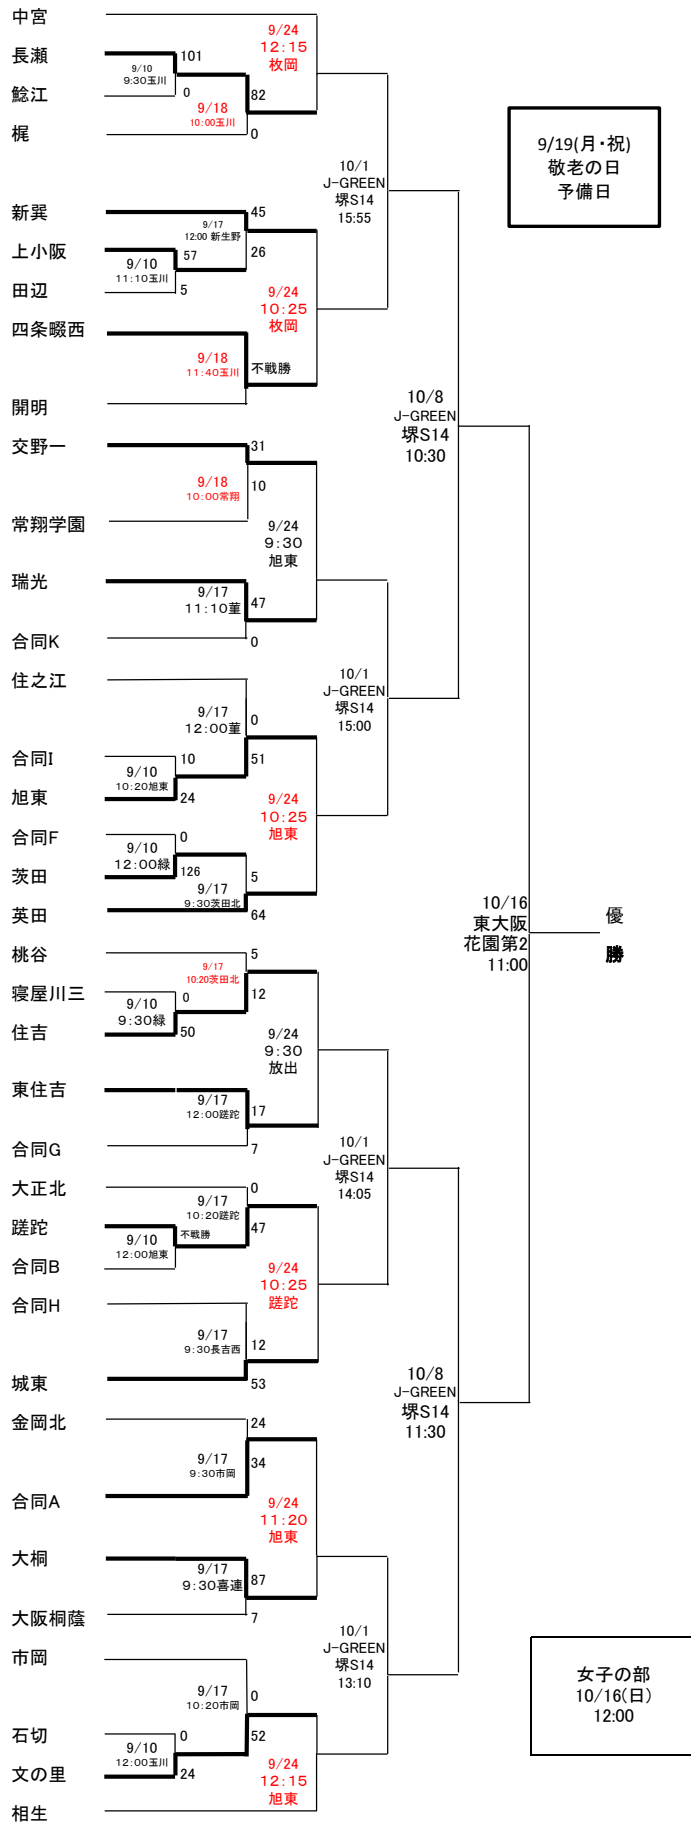 中宮
9/24
12:15
枚岡
長瀬
101
9/10
9:30玉川
鯰江
0
82
9/18
10:00玉川
梶
0
9/19(月・祝)
敬老の日
予備日
10/1
J-GREEN
堺S14
15:55
新巽
45
9/17
12:00 新生野
上小阪
57
26
9/10
11:10玉川
田辺
5
9/24
10:25
枚岡
四条畷西
9/18
11:40玉川
不戦勝
開明
10/8
J-GREEN
堺S14
10:30
交野一
31
9/18
10:00常翔
10
常翔学園
9/24
9:30
旭東
瑞光
9/17
11:10菫
47
合同K
0
住之江
10/1
J-GREEN
堺S14
15:00
9/17
12:00菫
0
合同I
10
51
9/10
10:20旭東
旭東
24
9/24
10:25
旭東
合同F
0
9/10
12:00緑
茨田
126
5
9/17
9:30茨田北
英田
64
10/16
東大阪
花園第2
11:00
優
勝
桃谷
5
9/17
10:20茨田北
寝屋川三
0
12
9/10
9:30緑
住吉
50
9/24
9:30
放出
東住吉
9/17
12:00蹉跎
17
合同G
7
10/1
J-GREEN
堺S14
14:05
大正北
0
9/17
10:20蹉跎
蹉跎
不戦勝
47
9/10
12:00旭東
合同B
9/24
10:25
蹉跎
合同H
9/17
9:30長吉西
12
城東
53
10/8
J-GREEN
堺S14
11:30
金岡北
24
9/17
9:30市岡
34
合同A
9/24
11:20
旭東
大桐
9/17
9:30喜連
87
大阪桐蔭
7
10/1
J-GREEN
堺S14
13:10
市岡
9/17
10:20市岡
0
石切
0
52
9/10
12:00玉川
文の里
24
9/24
12:15
旭東
相生
女子の部
10/16(日)
12:00